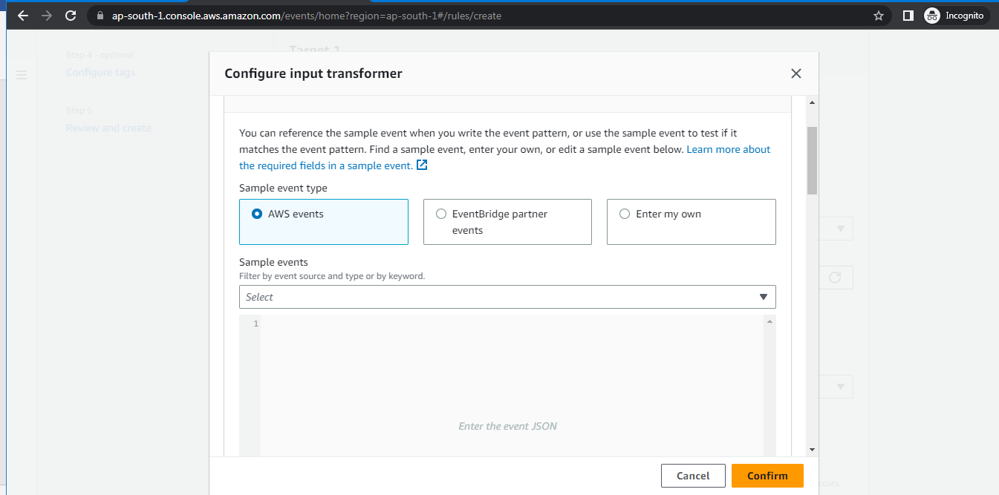 ap-south-1.console.aws.amazon.com/events/home?region=ap-south-1#/rules/create
Incognito
Step 4 - optional
Configure tags
Step 5
Review and create
Target 1
Configure input transformer
You can reference the sample event when you write the event pattern, or use the sample event to test if it
matches the event pattern. Find a sample event, enter your own, or edit a sample event below. Learn more about
the required fields in a sample event.
Sample event type
AWS events
EventBridge partner
events
Enter my own
Sample events
Filter by event source and type or by keyword.
Select
1
Enter the event JSON
Cancel
Confirm